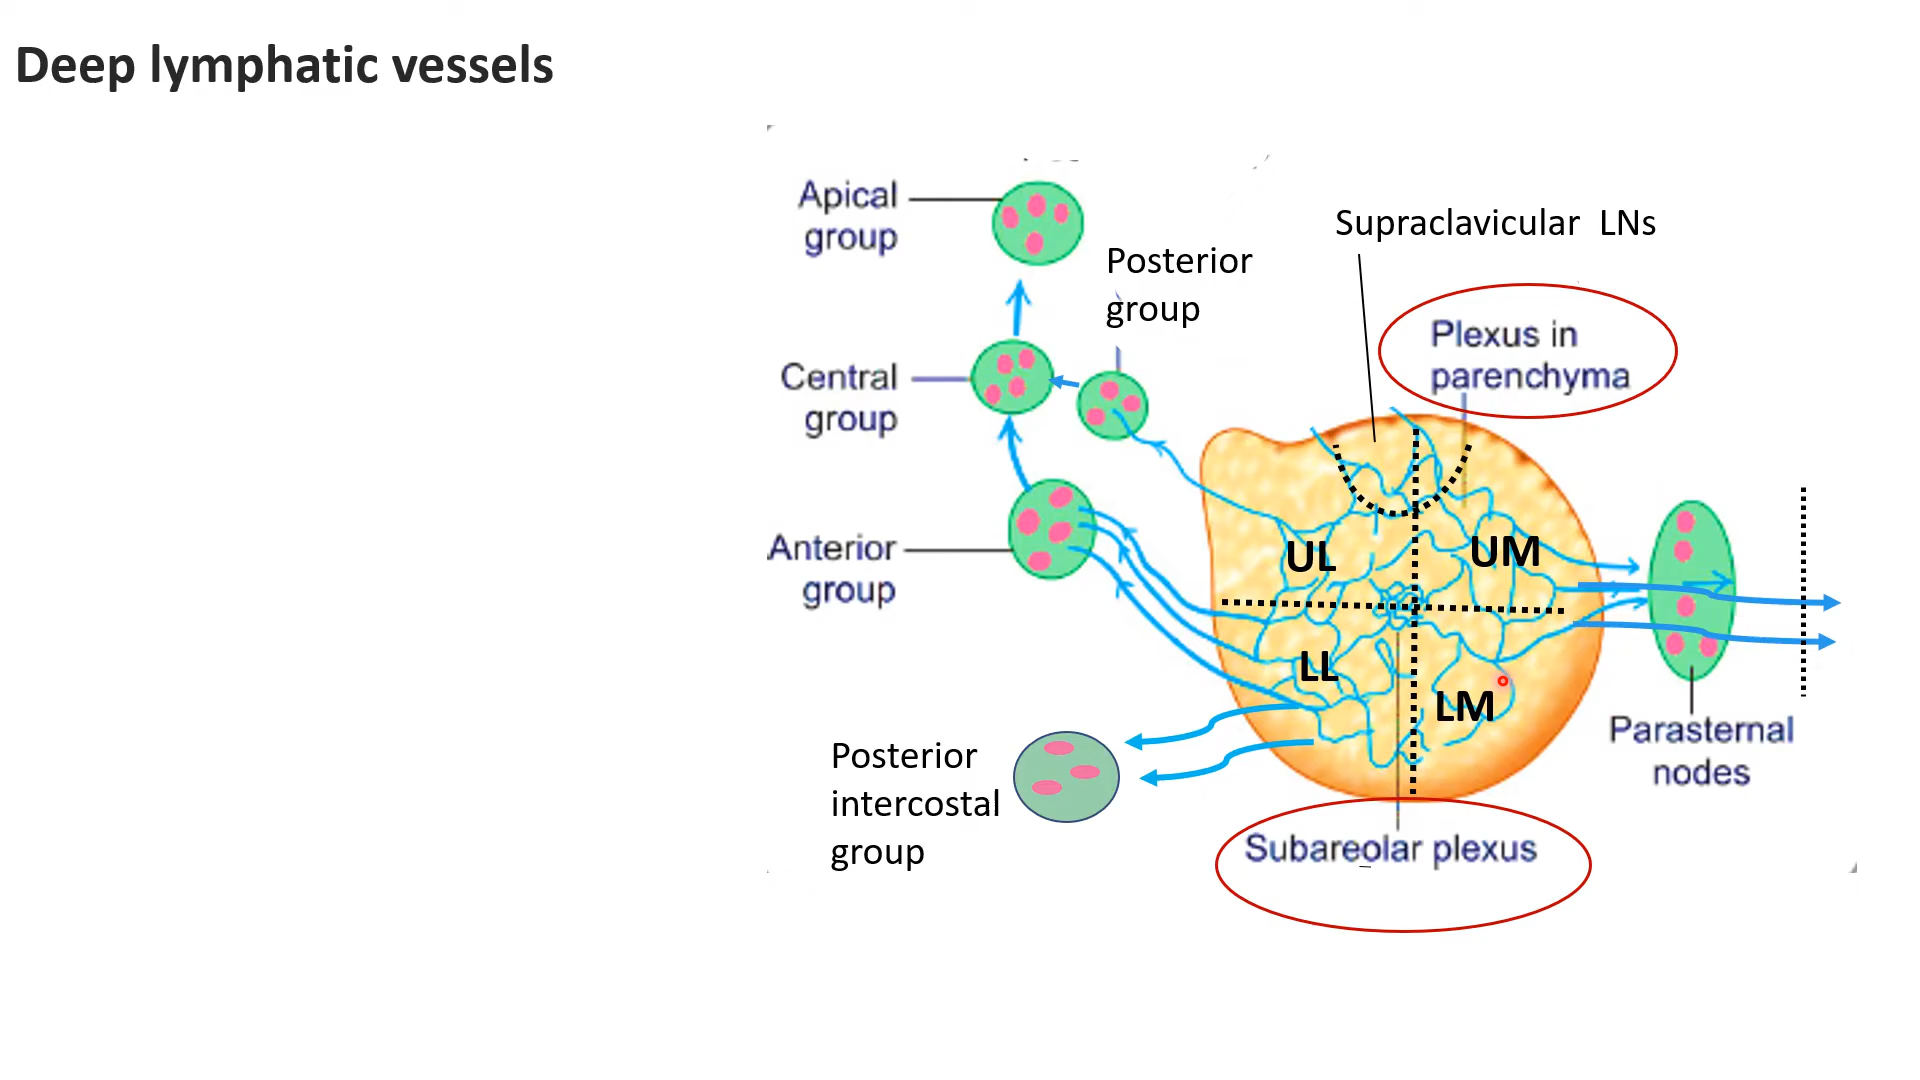 Deep lymphatic vessels
Apical
group
Supraclavicular LNs
Posterior
group
Plexus in
parenchyma
Central
group
Anterior
group
UL
UM
LL
LM
Parasternal
nodes
Posterior
intercostal
group
Subareolar plexus